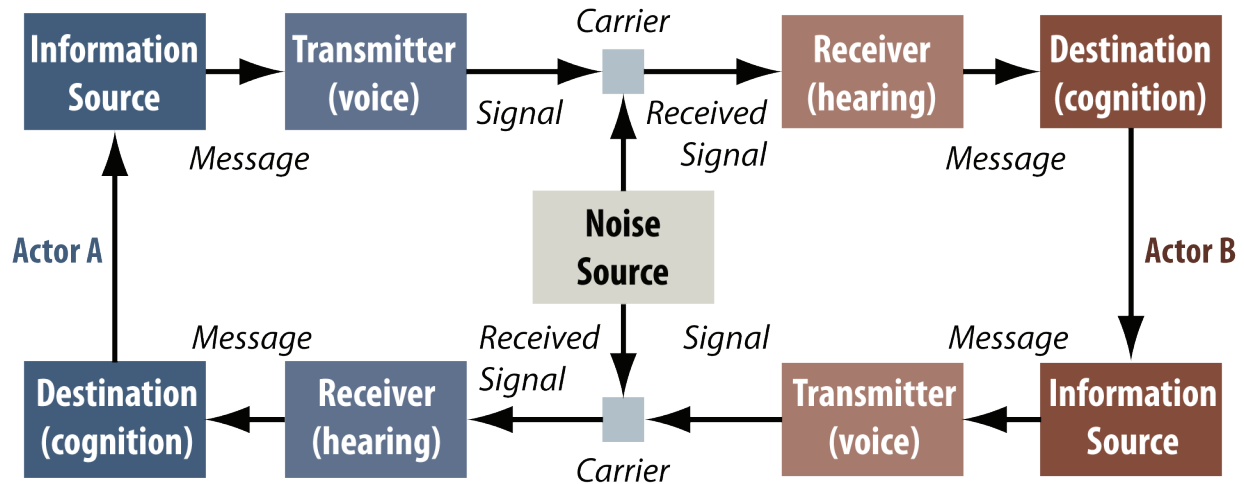 Carrier
Information
Source
Transmitter
(voice)
Receiver
(hearing)
Destination
(cognition)
Signal
Received
Signal
Message
Message
Noise
Source
Actor A
Actor B
Message
Received
Signal
Signal
Message
Destination
(cognition)
Receiver
(hearing)
Transmitter
(voice)
Information
Source
Carrier